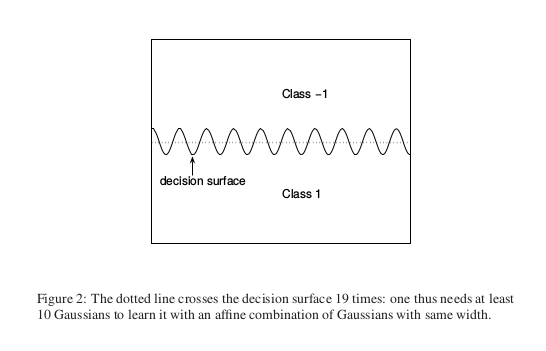 Class −1
decision surface
Class 1
Figure 2: The dotted line crosses the decision surface 19 times: one thus needs at least
10 Gaussians to learn it with an affine combination of Gaussians with same width.